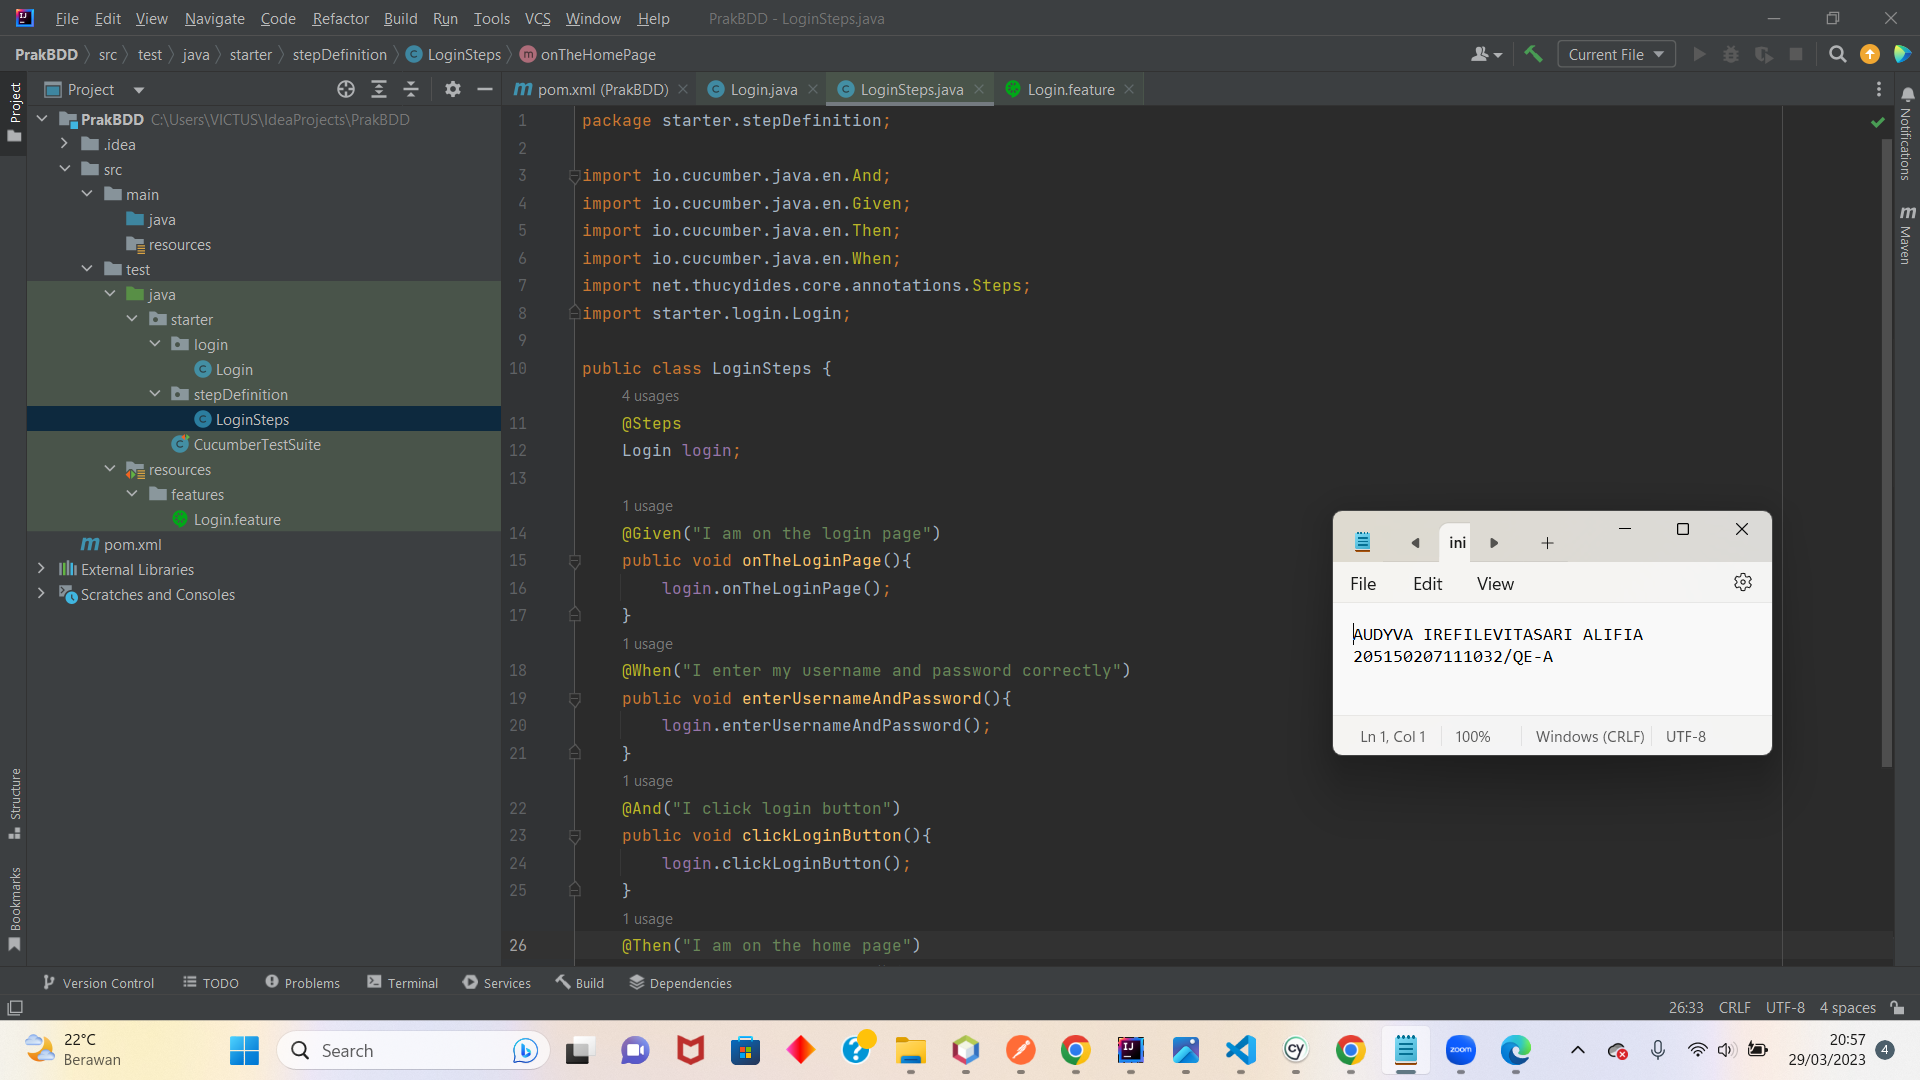 File Edit View Navigate Code Refactor Build Run Tools VCS Window Help PrakBDD - LoginSteps.java
PrakBDD src test java starter stepDefinition LoginSteps onTheHomePage Current File
Project
pom.xml (PrakBDD) Login.java LoginSteps.java Login.feature
Project
PrakBDD C:\Users\VICTUS\IdeaProjects\PrakBDD
.idea
src
main
java
resources
test
java
starter
login
Login
stepDefinition
LoginSteps
CucumberTestSuite
resources
features
Login.feature
pom.xml
External Libraries
Scratches and Consoles
Structure
Bookmarks
1 package starter.stepDefinition;
2
3 import io.cucumber.java.en.And;
4 import io.cucumber.java.en.Given;
5 import io.cucumber.java.en.Then;
6 import io.cucumber.java.en.When;
7 import net.thucydides.core.annotations.Steps;
8 import starter.login.Login;
9
10 public class LoginSteps {
4 usages
11 @Steps
12 Login login;
13
1 usage
14 @Given("I am on the login page")
15 public void onTheLoginPage(){
16 login.onTheLoginPage();
17 }
1 usage
18 @When("I enter my username and password correctly")
19 public void enterUsernameAndPassword(){
20 login.enterUsernameAndPassword();
21 }
1 usage
22 @And("I click login button")
23 public void clickLoginButton(){
24 login.clickLoginButton();
25 }
1 usage
26 @Then("I am on the home page")
Notifications
Maven
ini
File Edit View
AUDYVA IREFILEVITASARI ALIFIA
205150207111032/QE-A
Ln 1, Col 1 100% Windows (CRLF) UTF-8
Version Control TODO Problems Terminal Services Build Dependencies
26:33 CRLF UTF-8 4 spaces
22°C
Berawan
Search
zoom
20:57
29/03/2023
4